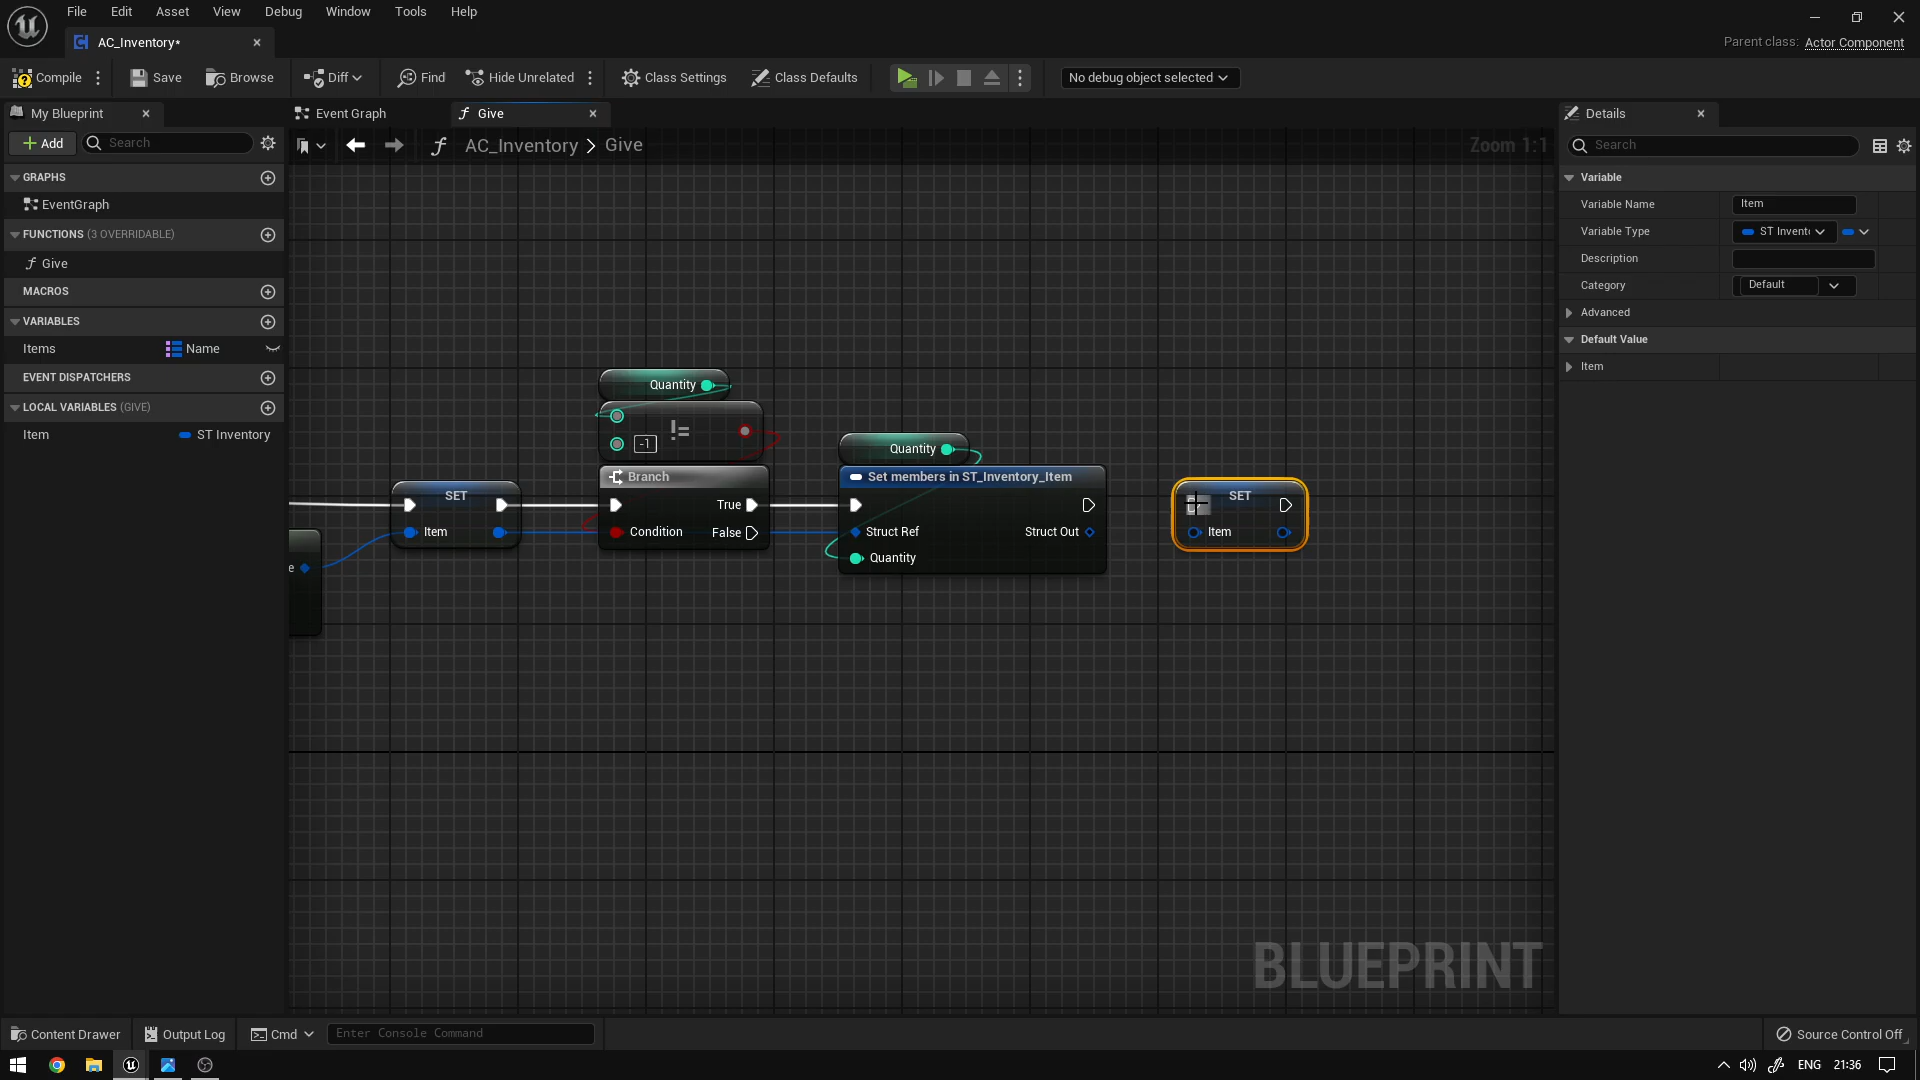 File Edit Asset View Debug Window Tools Help
AC_Inventory*
Parent class: Actor Component
Compile Save Browse Diff Find Hide Unrelated Class Settings Class Defaults No debug object selected
My Blueprint
Event Graph
Give
Details
Add Search
AC_Inventory > Give
Zoom 1:1
Search
GRAPHS
EventGraph
FUNCTIONS (3 OVERRIDABLE)
Give
MACROS
VARIABLES
Items Name
EVENT DISPATCHERS
LOCAL VARIABLES (GIVE)
Item ST Inventory
Quantity
!=
-1
Quantity
SET
Item
e
Branch
True
Condition False
Set members in ST_Inventory_Item
Struct Ref Struct Out
Quantity
SET
Item
BLUEPRINT
Variable
Variable Name Item
Variable Type ST Invent
Description
Category Default
Advanced
Default Value
Item
Content Drawer Output Log Cmd Enter Console Command Source Control Off
ENG 21:36